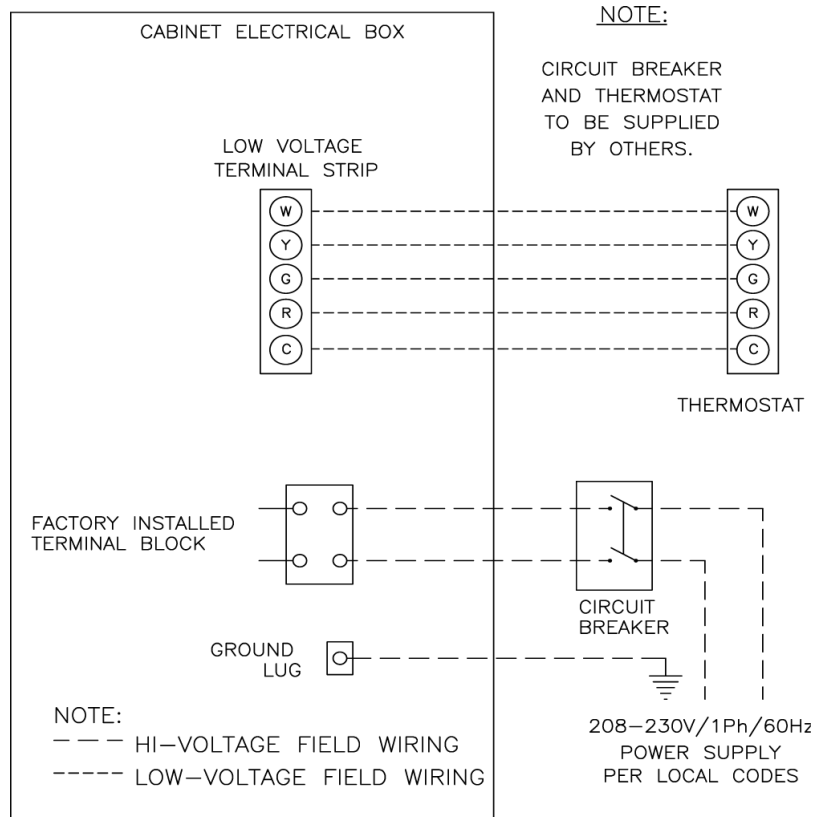 CABINET ELECTRICAL BOX
NOTE:
CIRCUIT BREAKER
AND THERMOSTAT
TO BE SUPPLIED
BY OTHERS.
LOW VOLTAGE
TERMINAL STRIP
W
Y
G
R
C
W
Y
G
R
C
THERMOSTAT
FACTORY INSTALLED
TERMINAL BLOCK
CIRCUIT
BREAKER
GROUND
LUG
NOTE:
HI-VOLTAGE FIELD WIRING
LOW-VOLTAGE FIELD WIRING
208-230V/1Ph/60Hz
POWER SUPPLY
PER LOCAL CODES